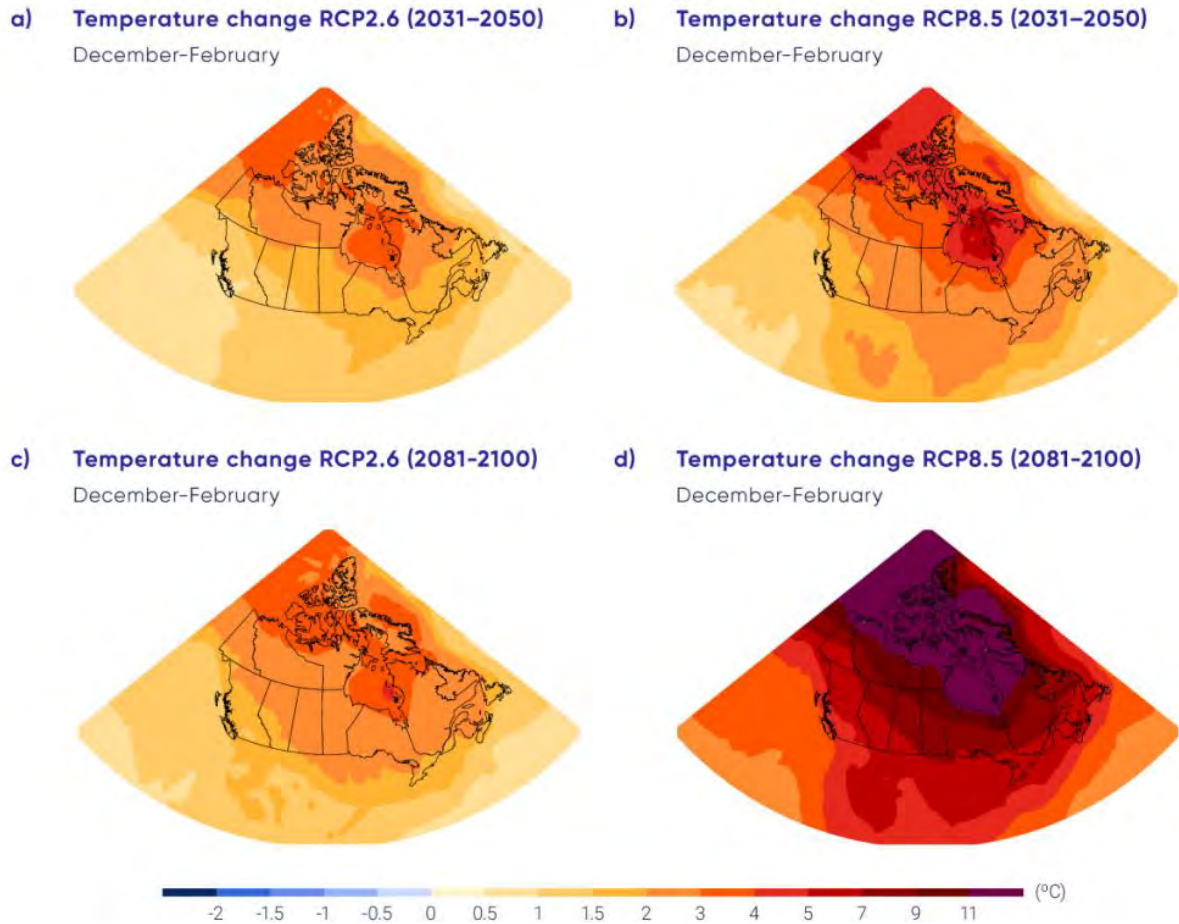 a) Temperature change RCP2.6 (2031–2050)
December-February
b) Temperature change RCP8.5 (2031–2050)
December-February
c) Temperature change RCP2.6 (2081-2100)
December-February
d) Temperature change RCP8.5 (2081-2100)
December-February
-2 -1.5 -1 -0.5 0 0.5 1 1.5 2 3 4 5 7 9 11 (ºC)